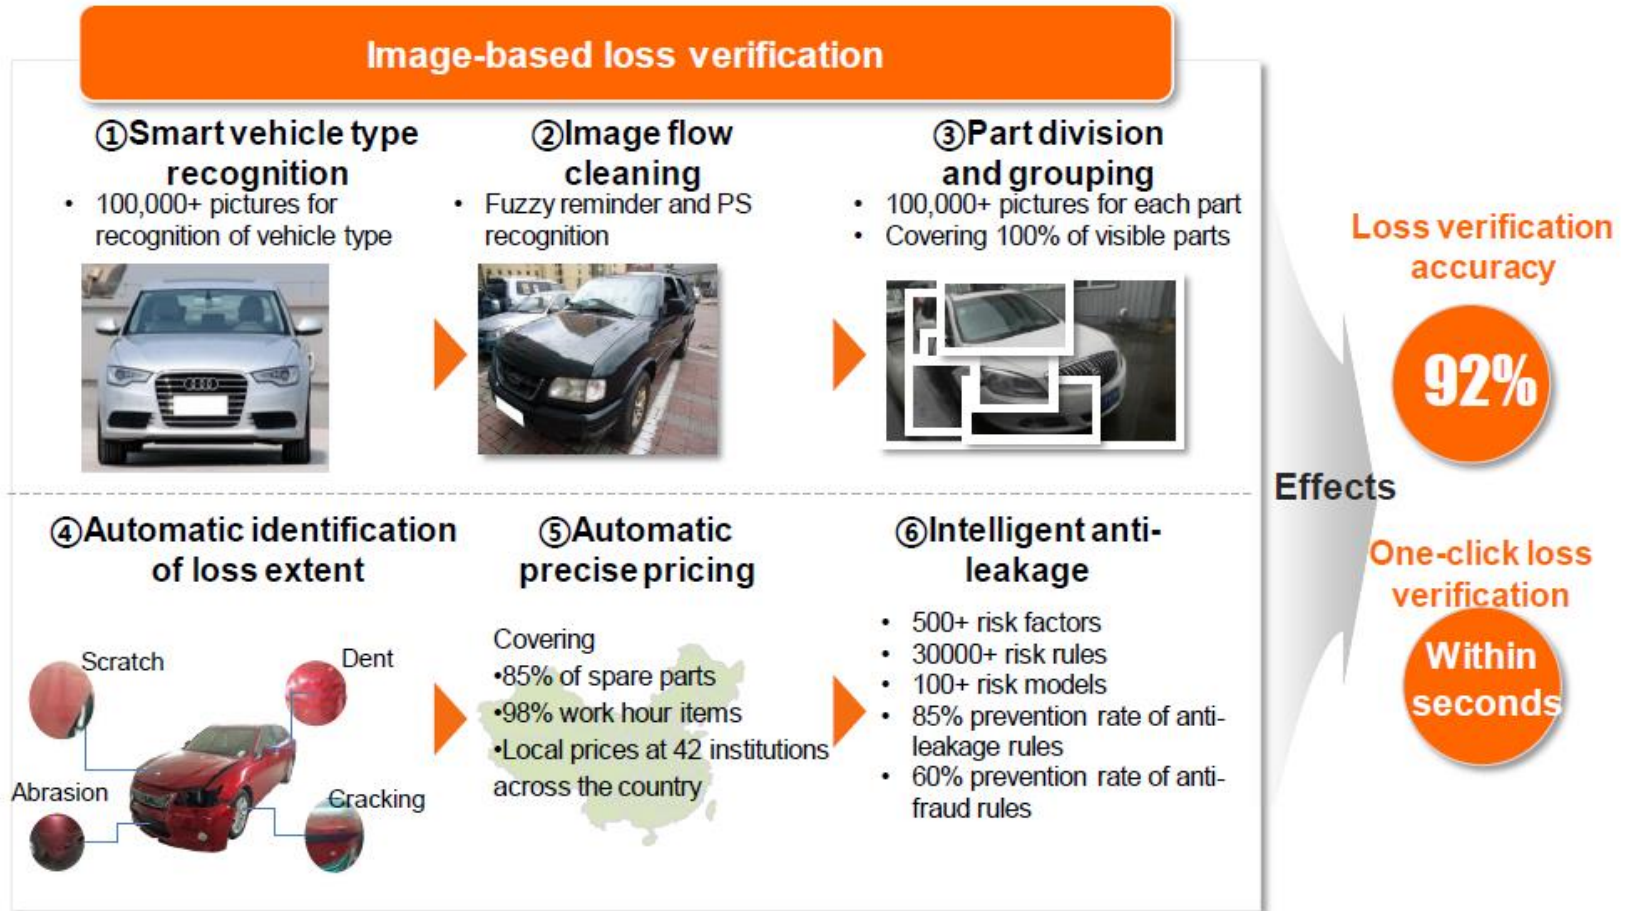 Image-based loss verification
①Smart vehicle type
recognition
• 100,000+ pictures for
recognition of vehicle type
②Image flow
cleaning
• Fuzzy reminder and PS
recognition
③Part division
and grouping
• 100,000+ pictures for each part
• Covering 100% of visible parts
④Automatic identification
of loss extent
Scratch
Dent
Abrasion
Cracking
⑤Automatic
precise pricing
Covering
•85% of spare parts
•98% work hour items
•Local prices at 42 institutions
across the country
⑥Intelligent anti-
leakage
• 500+ risk factors
• 30000+ risk rules
• 100+ risk models
• 85% prevention rate of anti-
leakage rules
• 60% prevention rate of anti-
fraud rules
Effects
Loss verification
accuracy
92%
One-click loss
verification
Within
seconds